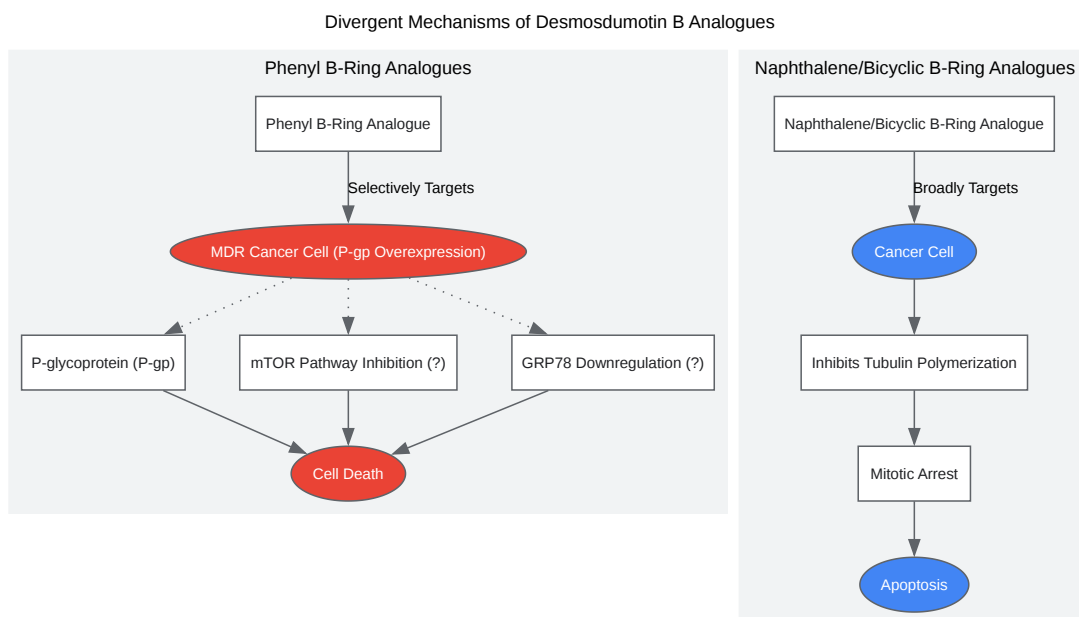 Divergent Mechanisms of Desmosdumotin B Analogues
Phenyl B-Ring Analogues
Phenyl B-Ring Analogue
Selectively Targets
MDR Cancer Cell (P-gp Overexpression)
P-glycoprotein (P-gp)
mTOR Pathway Inhibition (?)
GRP78 Downregulation (?)
Cell Death
Naphthalene/Bicyclic B-Ring Analogues
Naphthalene/Bicyclic B-Ring Analogue
Broadly Targets
Cancer Cell
Inhibits Tubulin Polymerization
Mitotic Arrest
Apoptosis